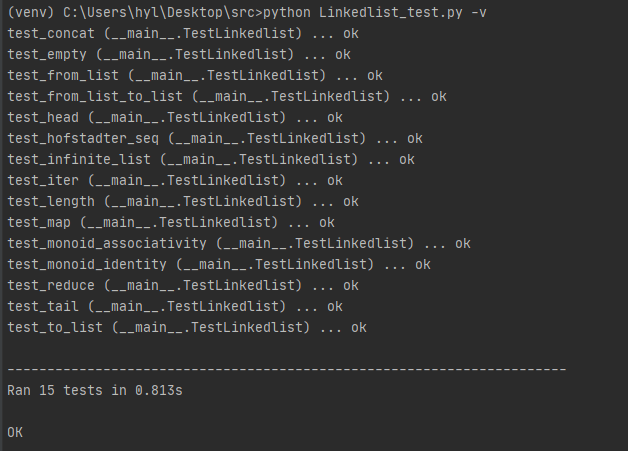 (venv) C:\Users\hyl\Desktop\src>python Linkedlist_test.py -v
test_concat (__main__.TestLinkedlist) ... ok
test_empty (__main__.TestLinkedlist) ... ok
test_from_list (__main__.TestLinkedlist) ... ok
test_from_list_to_list (__main__.TestLinkedlist) ... ok
test_head (__main__.TestLinkedlist) ... ok
test_hofstadter_seq (__main__.TestLinkedlist) ... ok
test_infinite_list (__main__.TestLinkedlist) ... ok
test_iter (__main__.TestLinkedlist) ... ok
test_length (__main__.TestLinkedlist) ... ok
test_map (__main__.TestLinkedlist) ... ok
test_monoid_associativity (__main__.TestLinkedlist) ... ok
test_monoid_identity (__main__.TestLinkedlist) ... ok
test_reduce (__main__.TestLinkedlist) ... ok
test_tail (__main__.TestLinkedlist) ... ok
test_to_list (__main__.TestLinkedlist) ... ok
----------------------------------------------------------------------
Ran 15 tests in 0.813s
OK